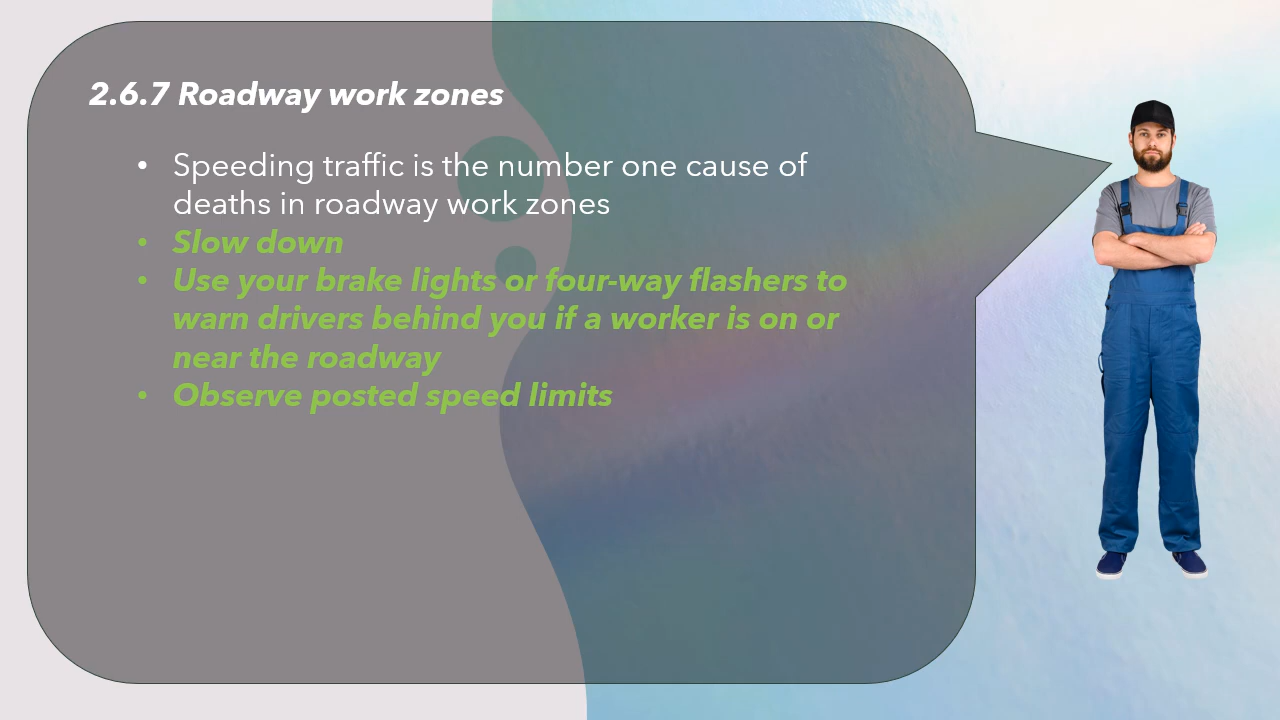 2.6.7 Roadway work zones
• Speeding traffic is the number one cause of
deaths in roadway work zones
• Slow down
• Use your brake lights or four-way flashers to
warn drivers behind you if a worker is on or
near the roadway
• Observe posted speed limits